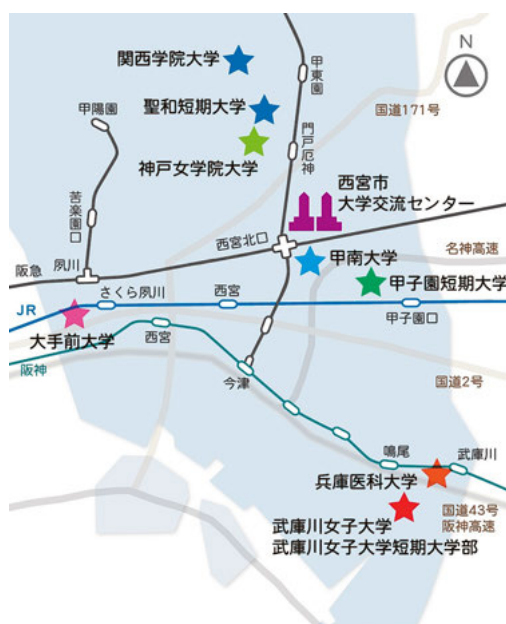 関西学院大学
甲東園
N
聖和短期大学
甲陽園
国道171号
門戸厄神
神戸女学院大学
西宮市
大学交流センター
苦楽園口
西宮北口
甲南大学
名神高速
夙川
阪急
甲子園短期大学
さくら夙川
西宮
JR
甲子園口
大手前大学
西宮
阪神
今津
国道2号
鳴尾
武庫川
兵庫医科大学
国道43号
阪神高速
武庫川女子大学
武庫川女子大学短期大学部